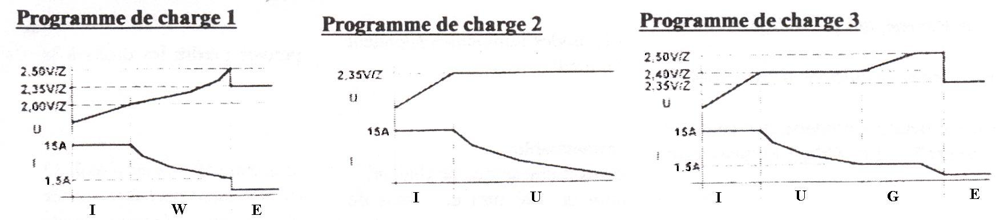 Programme de charge 1
2,50V/Z
2,35V/Z
2,00V/Z
U
15A
I
1.5A
I W E
Programme de charge 2
2,35V/Z
U
15A
I
I U
Programme de charge 3
2,50V/Z
2,40V/Z
2,35V/Z
U
15A
I
1.5A
I U G E